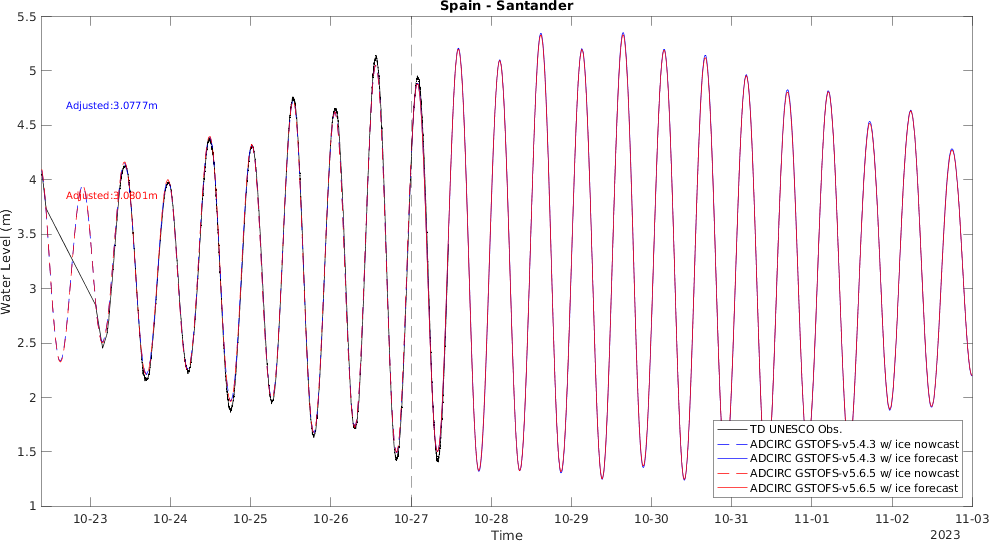 Spain - Santander
5.5
5
4.5
4
3.5
3
2.5
2
1.5
1
Water Level (m)
Adjusted:3.0777m
Adjusted:3.0801m
TD UNESCO Obs.
ADCIRC GSTOFS-v5.4.3 w/ ice nowcast
ADCIRC GSTOFS-v5.4.3 w/ ice forecast
ADCIRC GSTOFS-v5.6.5 w/ ice nowcast
ADCIRC GSTOFS-v5.6.5 w/ ice forecast
10-23 10-24 10-25 10-26 10-27 10-28 10-29 10-30 10-31 11-01 11-02 11-03
Time
2023